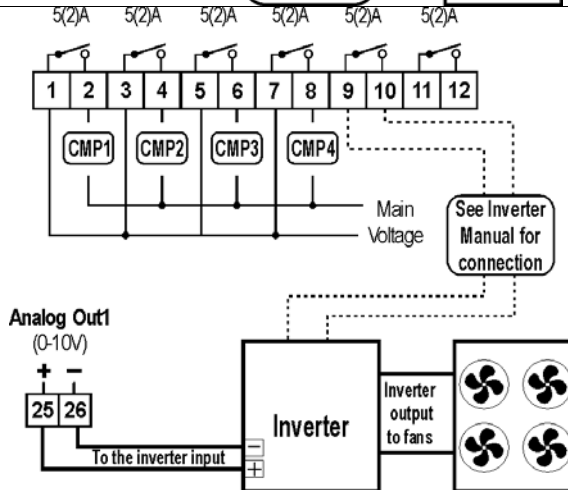 5(2)A 5(2)A 5(2)A 5(2)A 5(2)A 5(2)A
1 2 3 4 5 6 7 8 9 10 11 12
CMP1 CMP2 CMP3 CMP4
Main
Voltage
See Inverter
Manual for
connection
Analog Out1
(0-10V)
+ −
25 26
To the inverter input
−
+
Inverter
Inverter
output
to fans